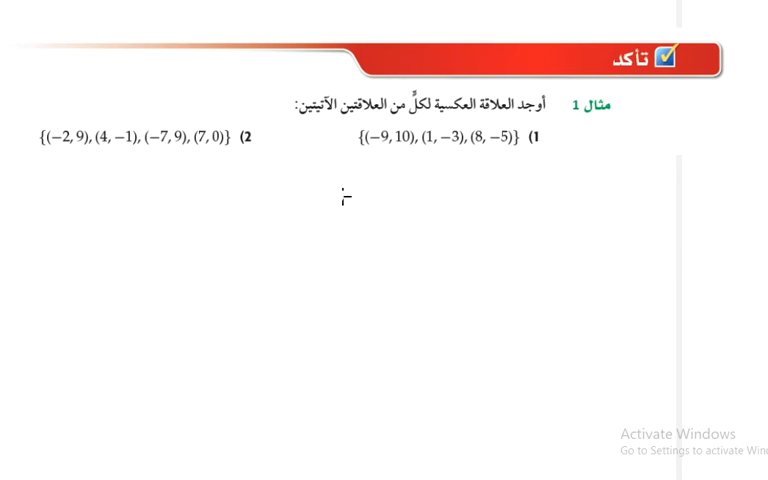 تأكد
مثال 1 أوجد العلاقة العكسية لكلٍّ من العلاقتين الآتيتين:
(1 {(−9, 10), (1, −3), (8, −5)} (2 {(−2, 9), (4, −1), (−7, 9), (7, 0)}
Activate Windows
Go to Settings to activate Win